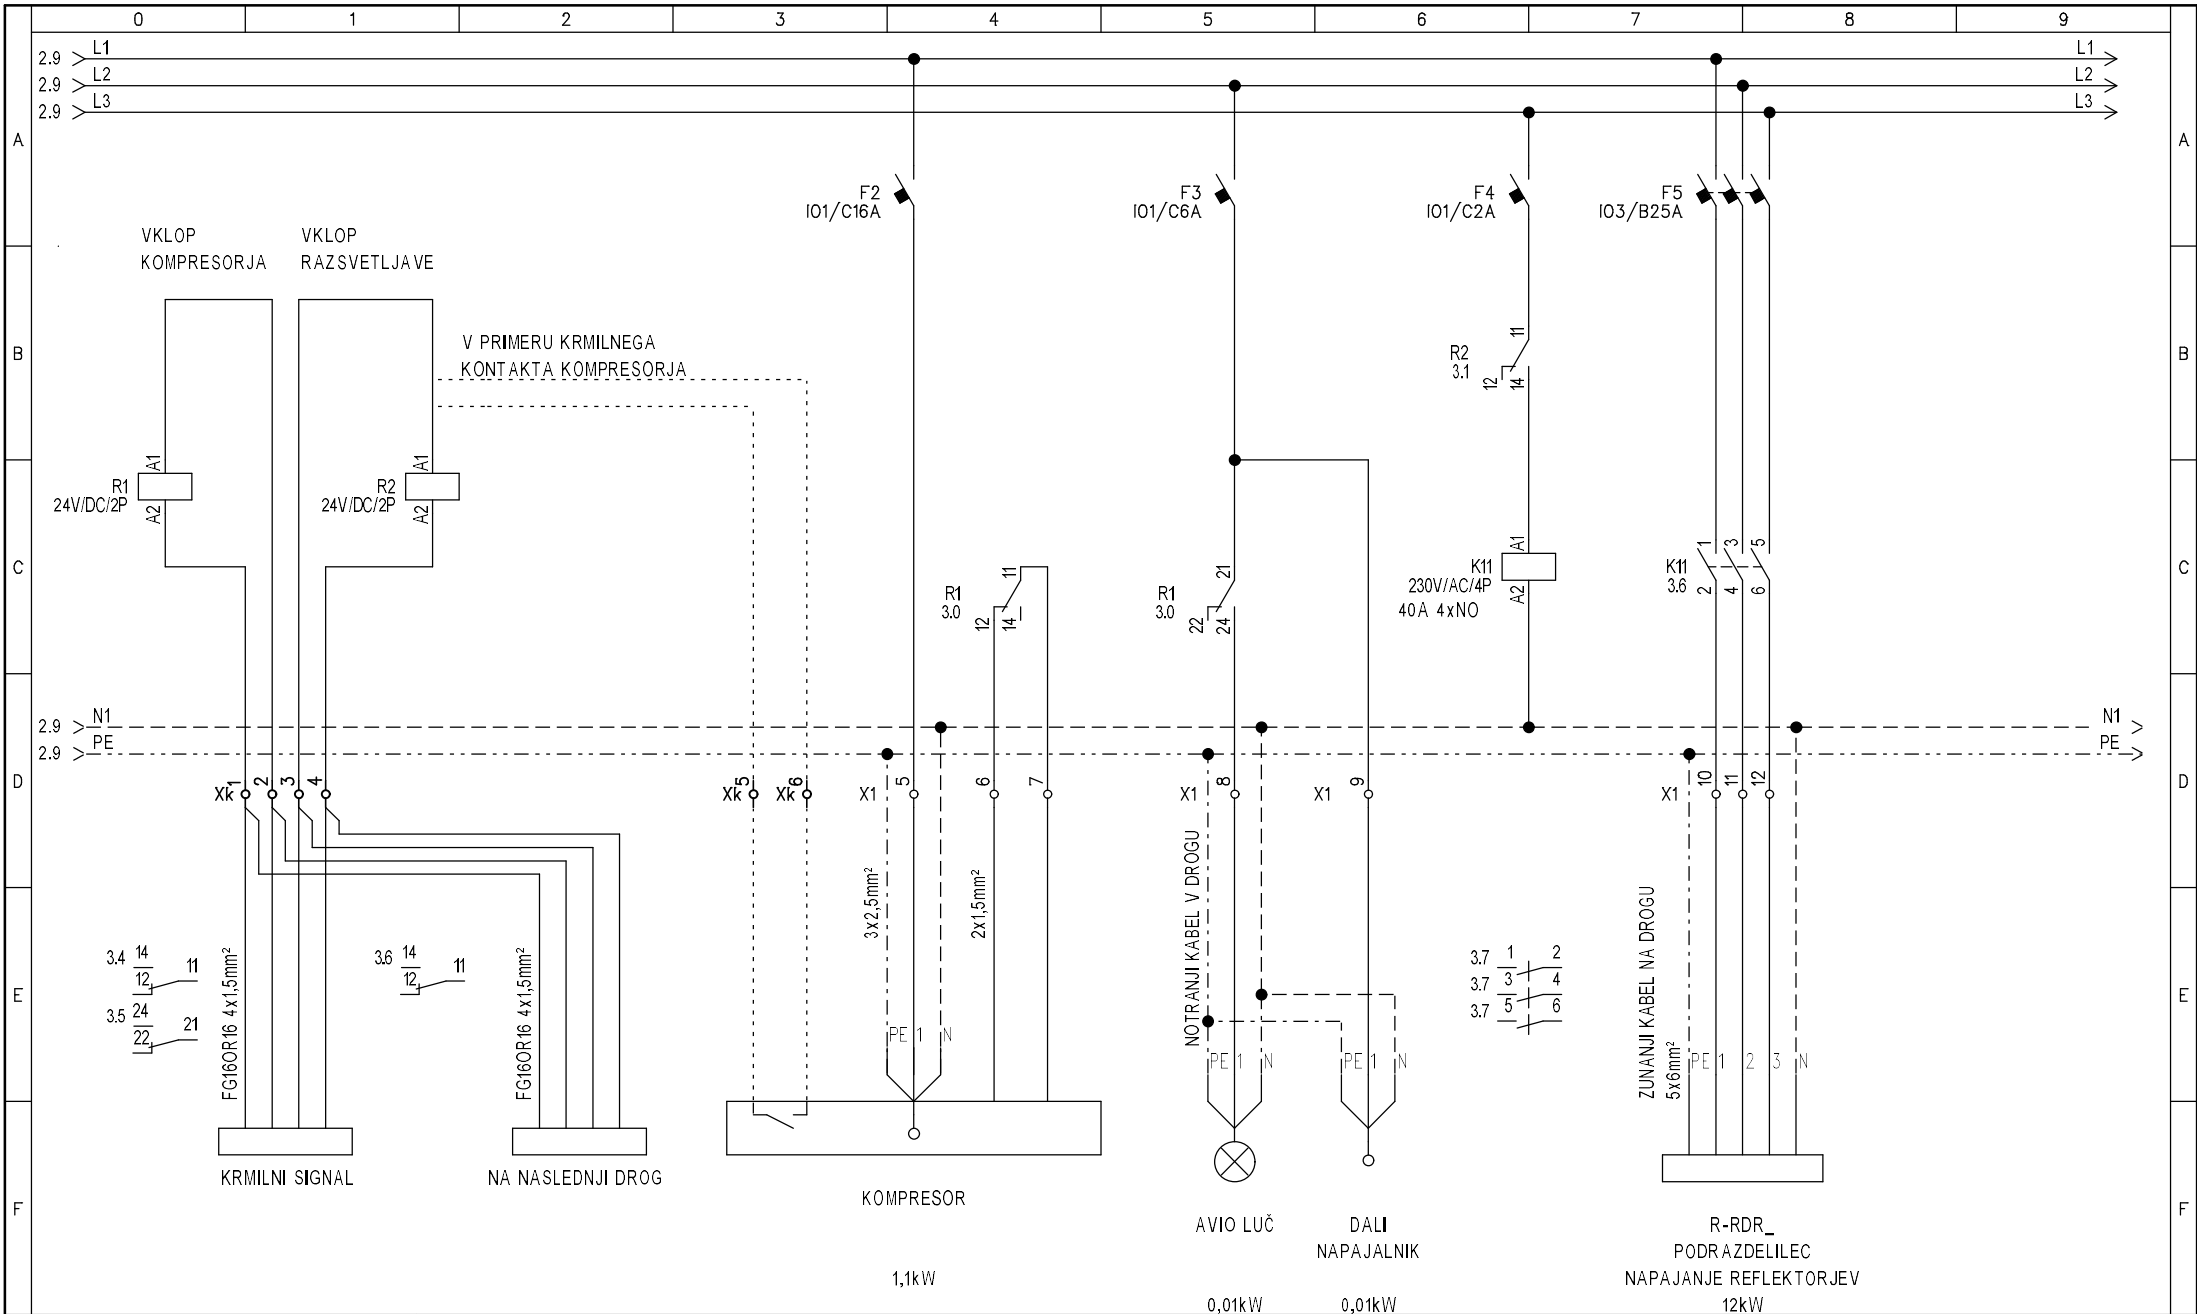 0 1 2 3 4 5 6 7 8 9
2.9 L1 L1
2.9 L2 L2
2.9 L3 L3
A A
F2
IO1/C16A
F3
IO1/C6A
F4
IO1/C2A
F5
IO3/B25A
VKLOP
KOMPRESORJA
VKLOP
RAZSVETLJAVE
B B
V PRIMERU KRMILNEGA
KONTAKTA KOMPRESORJA
R2
3.1
11
12 14
R1
24V/DC/2P
A1
A2
R2
24V/DC/2P
A1
A2
C C
R1
3.0
11
12 14
R1
3.0
21
22 24
K11
230V/AC/4P
40A 4xNO
A1
A2
K11
3.6
1 3 5
2 4 6
2.9 N1 N1
2.9 PE PE
D D
Xk 1 2 3 4
Xk 5 Xk 6
X1 5 6 7
X1 8
X1 9
X1 10 11 12
FG16OR16 4x1,5mm²
FG16OR16 4x1,5mm²
3x2,5mm²
2x1,5mm²
NOTRANJI KABEL V DROGU
ZUNANJI KABEL NA DROGU
5x6mm²
E E
3.4 14
12 11
3.5 24
22 21
3.6 14
12 11
3.7 1 2
3.7 3 4
3.7 5 6
PE 1 N
PE 1 N
PE 1 N
PE 1 2 3 N
F F
KRMILNI SIGNAL
NA NASLEDNJI DROG
KOMPRESOR
1,1kW
AVIO LUČ
0,01kW
DALI
NAPAJALNIK
0,01kW
R-RDR_
PODRAZDELILEC
NAPAJANJE REFLEKTORJEV
12kW